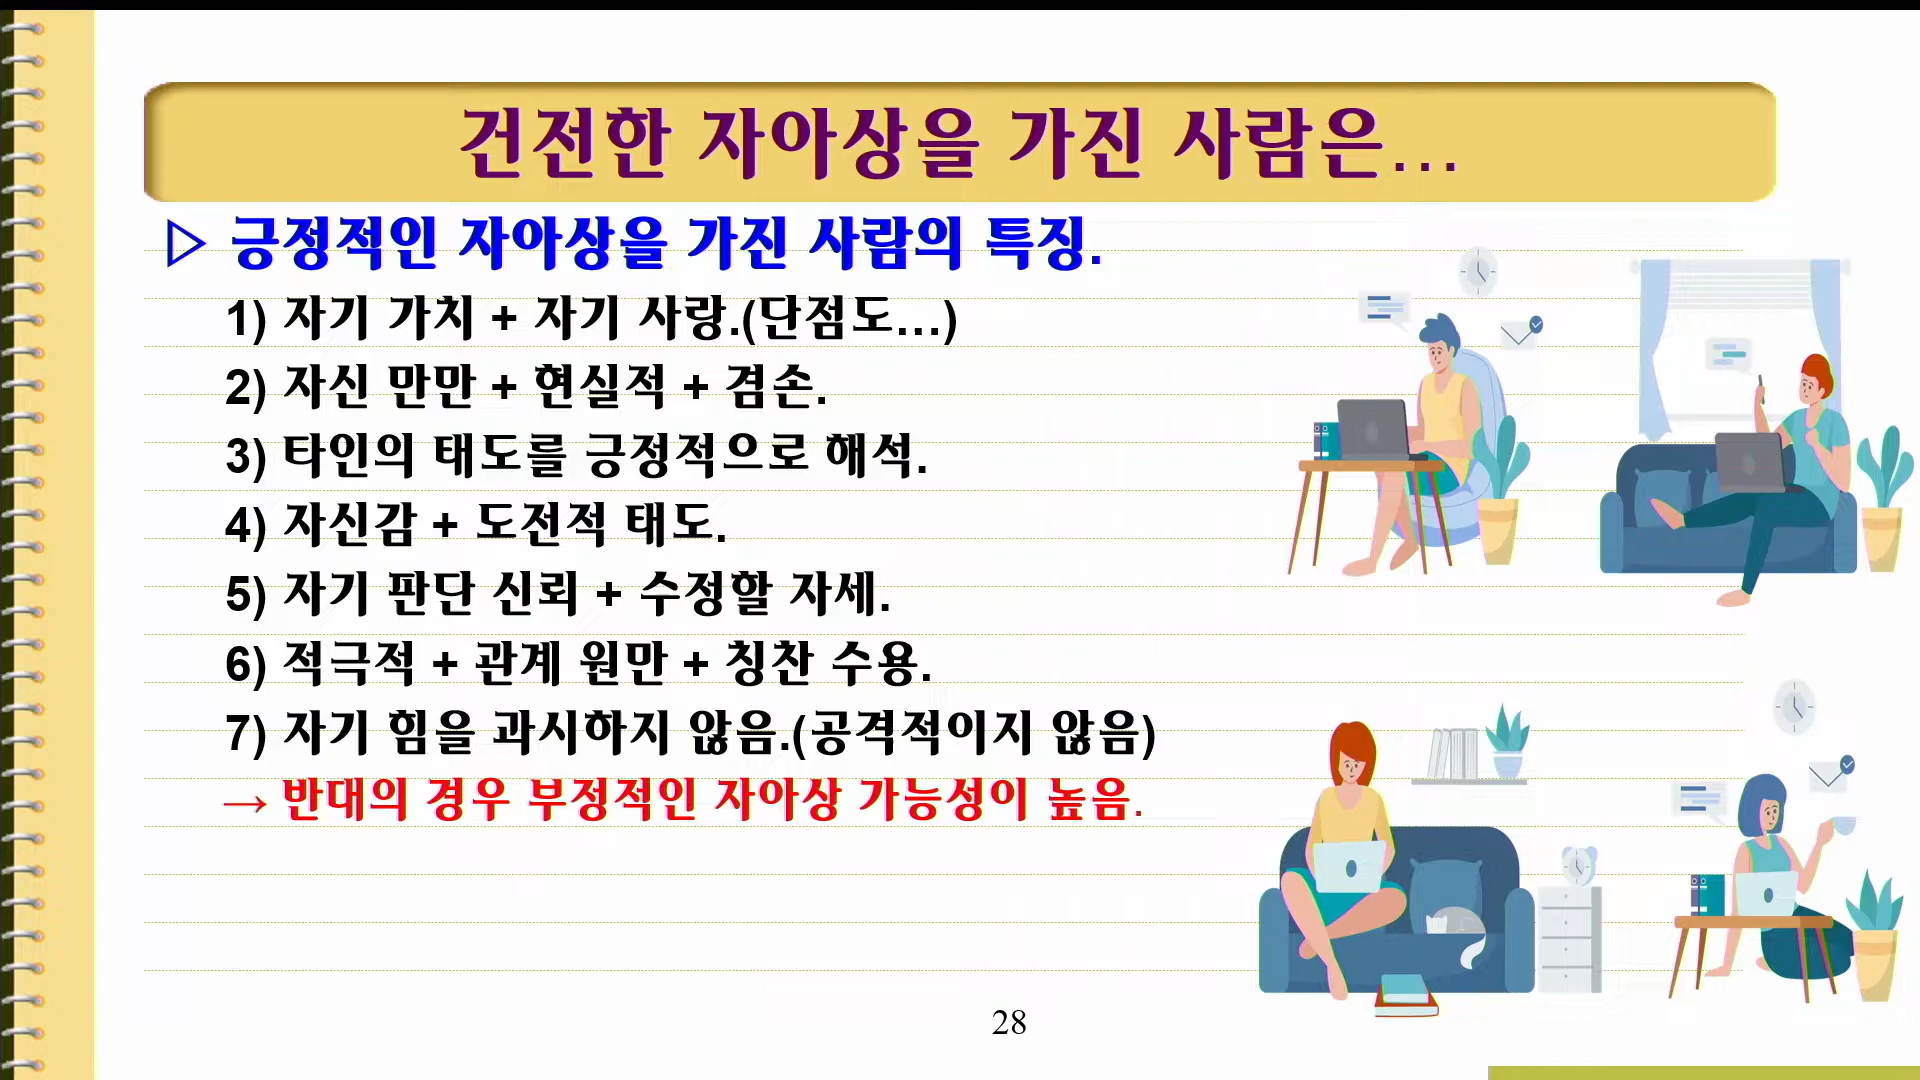 건전한 자아상을 가진 사람은…
▷ 긍정적인 자아상을 가진 사람의 특징.
1) 자기 가치 + 자기 사랑.(단점도…)
2) 자신 만만 + 현실적 + 겸손.
3) 타인의 태도를 긍정적으로 해석.
4) 자신감 + 도전적 태도.
5) 자기 판단 신뢰 + 수정할 자세.
6) 적극적 + 관계 원만 + 칭찬 수용.
7) 자기 힘을 과시하지 않음.(공격적이지 않음)
→ 반대의 경우 부정적인 자아상 가능성이 높음.
28